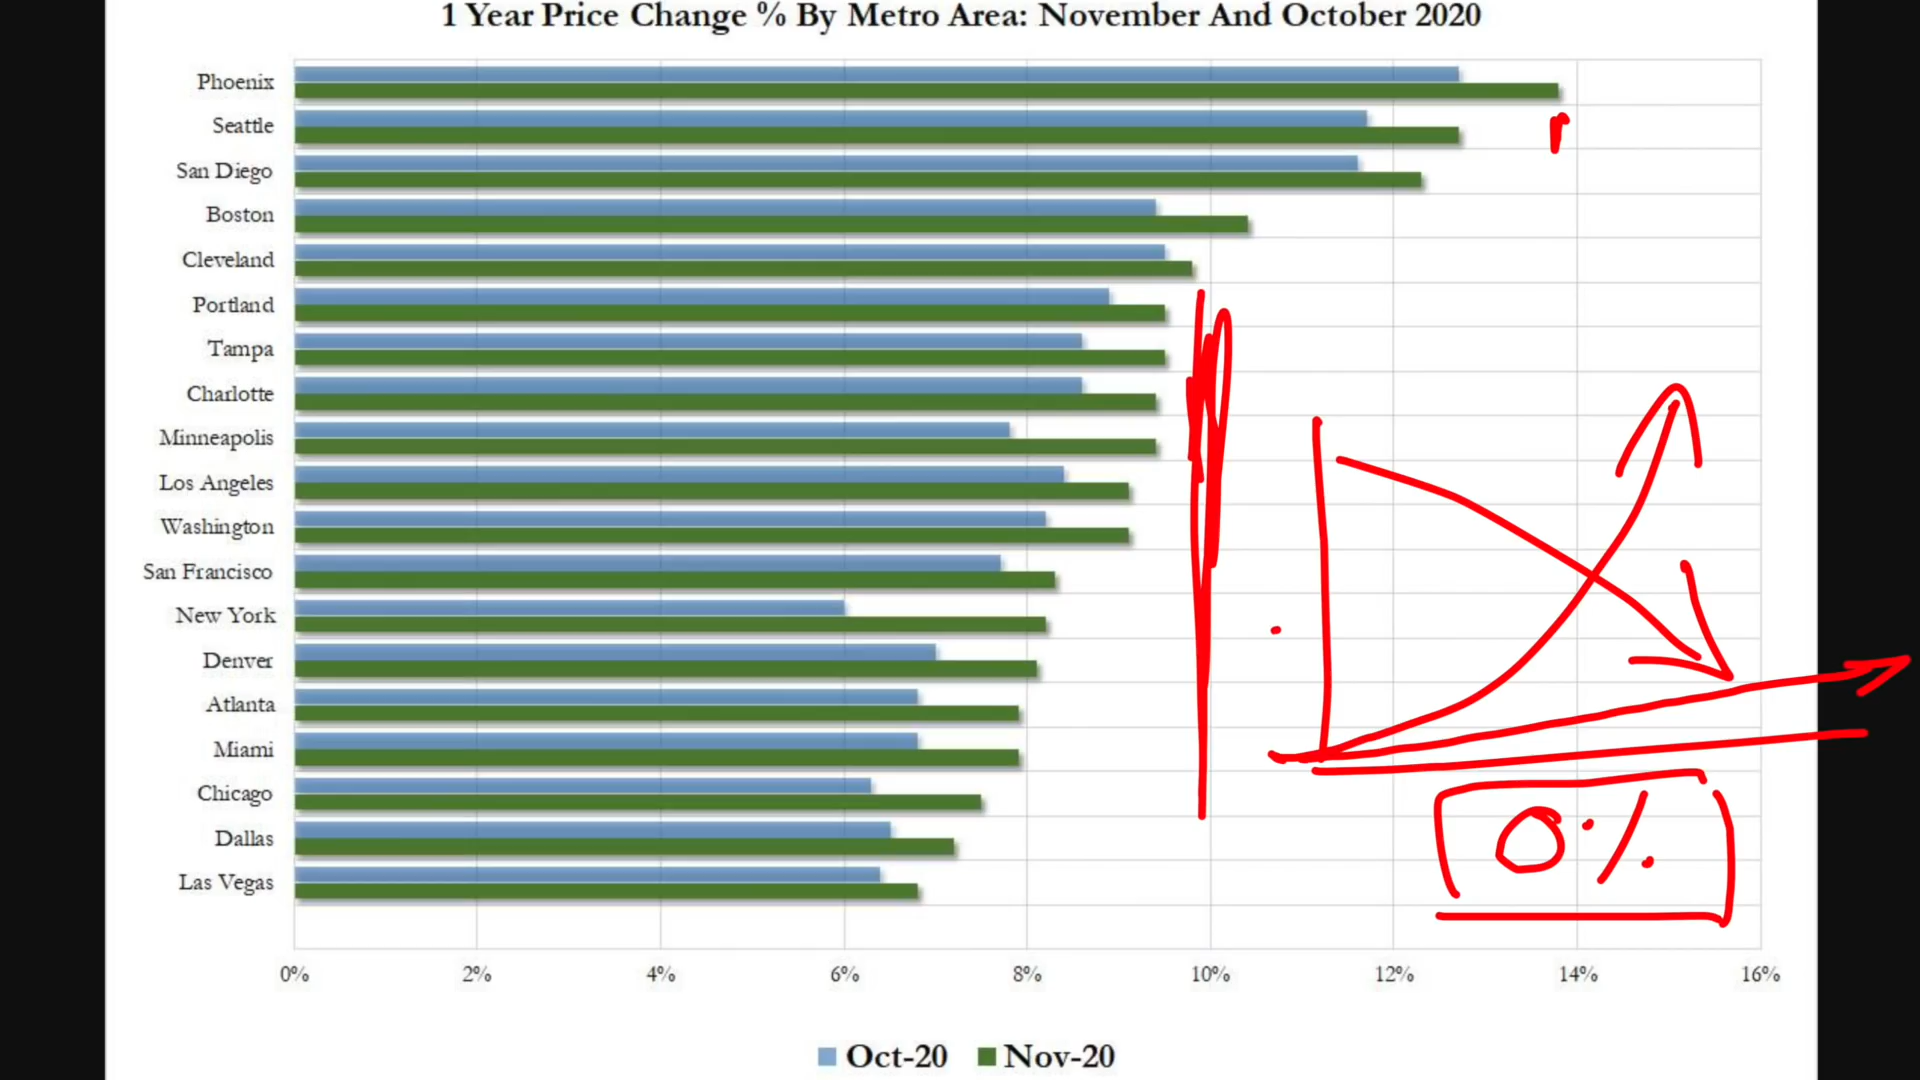 1 Year Price Change % By Metro Area: November And October 2020
Phoenix
Seattle
r
San Diego
Boston
Cleveland
Portland
Tampa
Charlotte
Minneapolis
Los Angeles
Washington
San Francisco
New York
Denver
Atlanta
Miami
Chicago
Dallas
0%
Las Vegas
0% 2% 4% 6% 8% 10% 12% 14% 16%
Oct-20 Nov-20